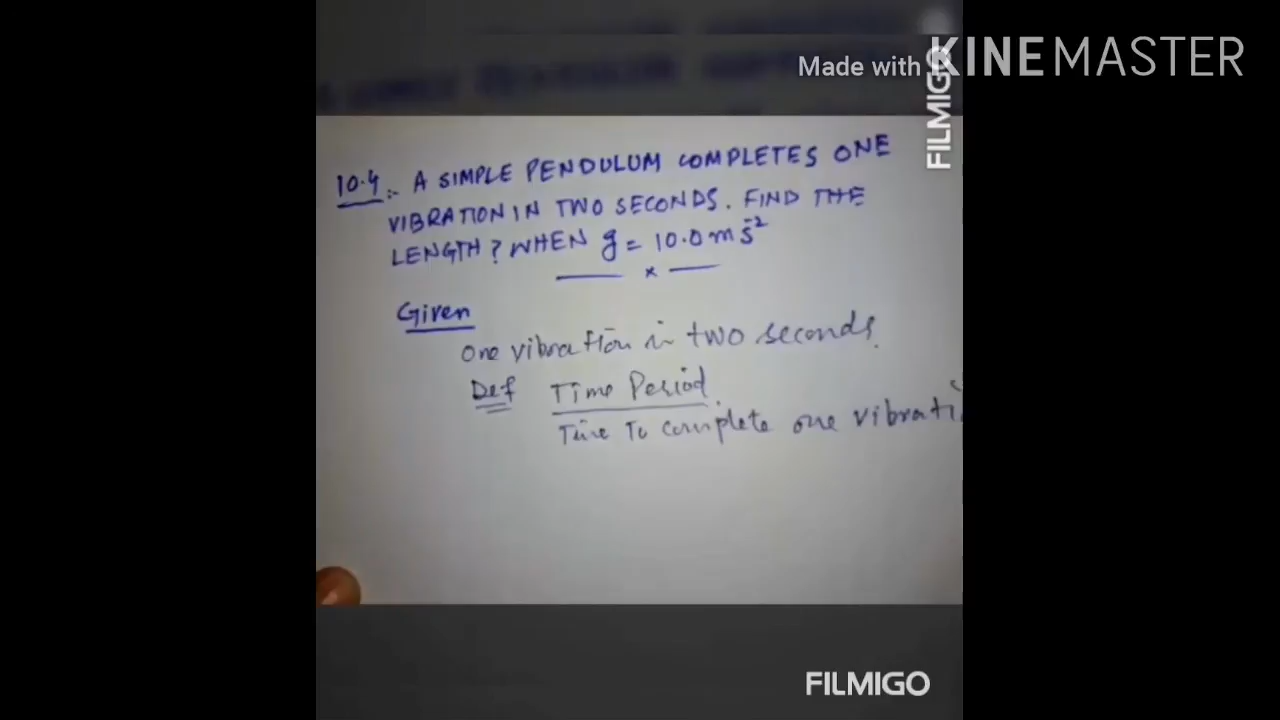 Made with KINEMASTER
FILMIGO
10.4:- A SIMPLE PENDULUM COMPLETES ONE
VIBRATION IN TWO SECONDS. FIND THE
LENGTH? WHEN g = 10.0 m s⁻²
x
Given
One vibration in two seconds.
Def Time Period.
Time To complete one vibrati
FILMIGO